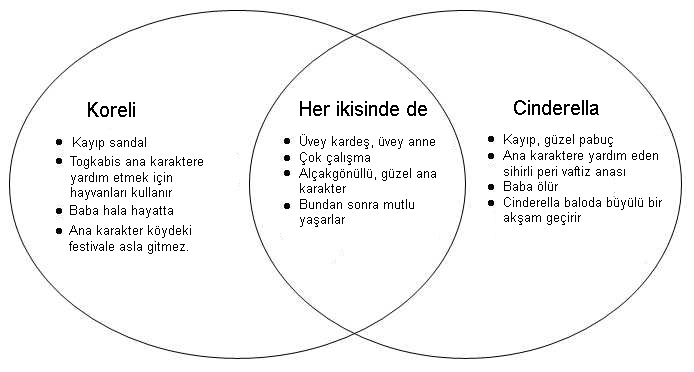 Koreli
• Kayıp sandal
• Togkabis ana karaktere
yardım etmek için
hayvanları kullanır
• Baba hala hayatta
• Ana karakter köydeki
festivale asla gitmez.
Her ikisinde de
• Üvey kardeş, üvey anne
• Çok çalışma
• Alçakgönüllü, güzel ana
karakter
• Bundan sonra mutlu
yaşarlar
Cinderella
• Kayıp, güzel pabuç
• Ana karaktere yardım eden
sihirli peri vaftiz anası
• Baba ölür
• Cinderella baloda büyülü bir
akşam geçirir